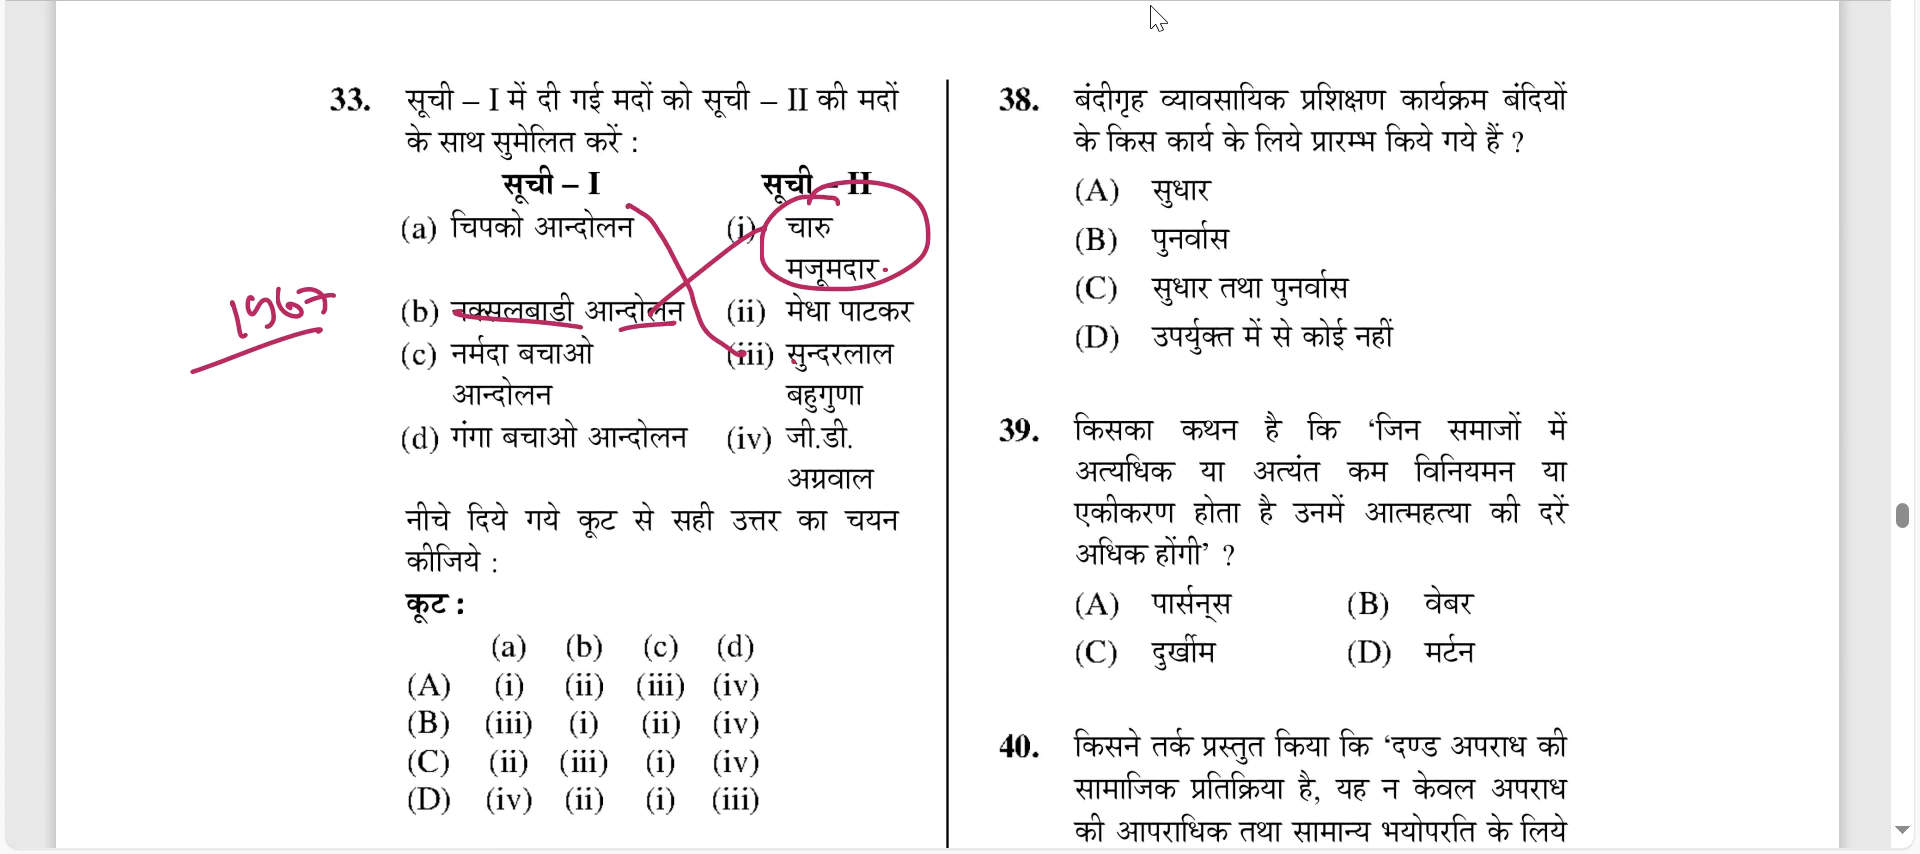 33. सूची – I में दी गई मदों को सूची – II की मदों
के साथ सुमेलित करें :
सूची – I सूची – II
(a) चिपको आन्दोलन (i) चारु
मजूमदार
1967
(b) नक्सलबाडी आन्दोलन (ii) मेधा पाटकर
(c) नर्मदा बचाओ (iii) सुन्दरलाल
आन्दोलन बहुगुणा
(d) गंगा बचाओ आन्दोलन (iv) जी.डी.
अग्रवाल
नीचे दिये गये कूट से सही उत्तर का चयन
कीजिये :
कूट :
(a) (b) (c) (d)
(A) (i) (ii) (iii) (iv)
(B) (iii) (i) (ii) (iv)
(C) (ii) (iii) (i) (iv)
(D) (iv) (ii) (i) (iii)
38. बंदीगृह व्यावसायिक प्रशिक्षण कार्यक्रम बंदियों
के किस कार्य के लिये प्रारम्भ किये गये हैं ?
(A) सुधार
(B) पुनर्वास
(C) सुधार तथा पुनर्वास
(D) उपर्युक्त में से कोई नहीं
39. किसका कथन है कि ‘जिन समाजों में
अत्यधिक या अत्यंत कम विनियमन या
एकीकरण होता है उनमें आत्महत्या की दरें
अधिक होंगी’ ?
(A) पार्सन्‌स (B) वेबर
(C) दुर्खीम (D) मर्टन
40. किसने तर्क प्रस्तुत किया कि ‘दण्ड अपराध की
सामाजिक प्रतिक्रिया है, यह न केवल अपराध
की आपराधिक तथा सामान्य भयोपरति के लिये